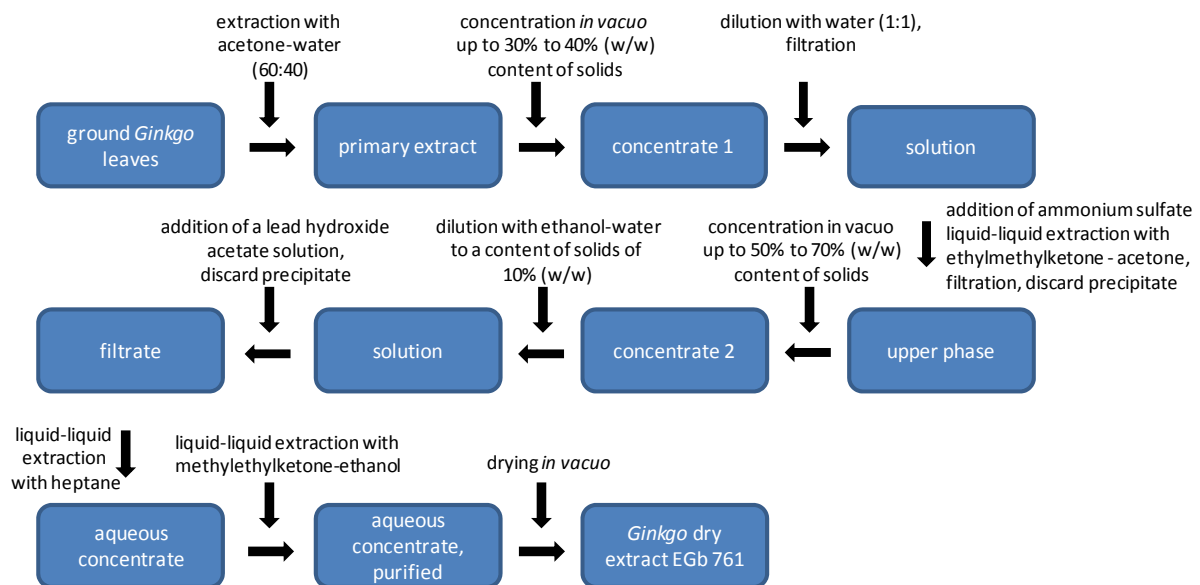 extraction with
acetone-water
(60:40)
concentration in vacuo
up to 30% to 40% (w/w)
content of solids
dilution with water (1:1),
filtration
ground Ginkgo
leaves
primary extract
concentrate 1
solution
addition of a lead hydroxide
acetate solution,
discard precipitate
dilution with ethanol-water
to a content of solids of
10% (w/w)
concentration in vacuo
up to 50% to 70% (w/w)
content of solids
addition of ammonium sulfate
liquid-liquid extraction with
ethylmethylketone - acetone,
filtration, discard precipitate
filtrate
solution
concentrate 2
upper phase
liquid-liquid
extraction
with heptane
liquid-liquid extraction with
methylethylketone-ethanol
drying in vacuo
aqueous
concentrate
aqueous
concentrate,
purified
Ginkgo dry
extract EGb 761